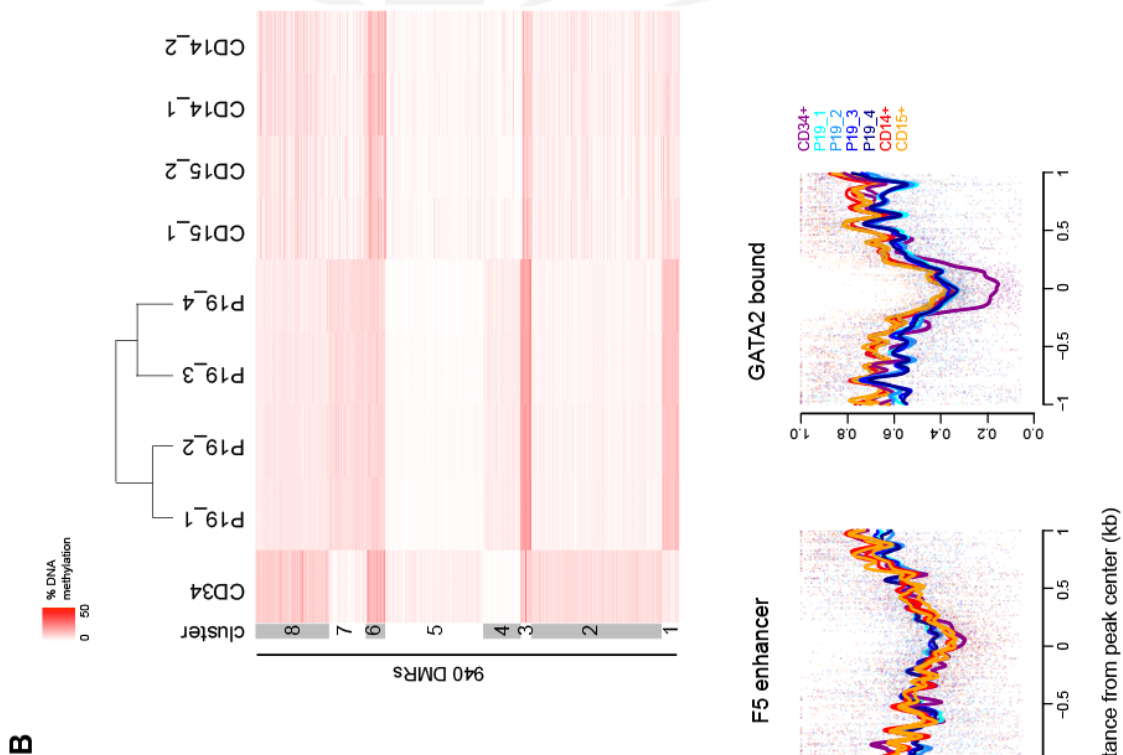 B
% DNA
methylation
0 50
CD14_2
CD14_1
CD15_2
CD15_1
P19_4
P19_3
P19_2
P19_1
CD34
cluster
8
7
6
5
4
3
2
1
940 DMRs
F5 enhancer
−0.5
0
0.5
1
tance from peak center (kb)
GATA2 bound
1.0
0.8
0.6
0.4
0.2
0.0
−1
−0.5
0
0.5
1
CD34+
P19_1
P19_2
P19_3
P19_4
CD14+
CD15+